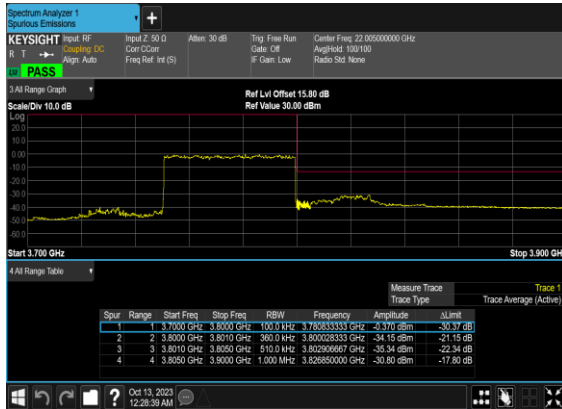 Spectrum Analyzer 1
Spurious Emissions
+
KEYSIGHT Input: RF Input Z: 50 Ω Atten: 30 dB Trig: Free Run Center Freq: 22.005000000 GHz
R T Coupling: DC Corr CCorr Gate: Off Avg|Hold: 100/100
Align: Auto Freq Ref: Int (S) IF Gain: Low Radio Std: None
LV PASS
3 All Range Graph
Ref Lvl Offset 15.80 dB
Scale/Div 10.0 dB Ref Value 30.00 dBm
Log
20.0
10.0
0.00
-10.0
-20.0
-30.0
-40.0
-50.0
-60.0
Start 3.700 GHz Stop 3.900 GH
4 All Range Table
Measure Trace Trace 1
Trace Type Trace Average (Active)
Spur Range Start Freq Stop Freq RBW Frequency Amplitude ΔLimit
1 1 3.7000 GHz 3.8000 GHz 100.0 kHz 3.780833333 GHz -0.370 dBm -30.37 dB
2 2 3.8000 GHz 3.8010 GHz 360.0 kHz 3.800028333 GHz -34.15 dBm -21.15 dB
3 3 3.8010 GHz 3.8050 GHz 510.0 kHz 3.802906667 GHz -35.34 dBm -22.34 dB
4 4 3.8050 GHz 3.9000 GHz 1.000 MHz 3.826850000 GHz -30.80 dBm -17.80 dB
? Oct 13, 2023
12:28:39 AM